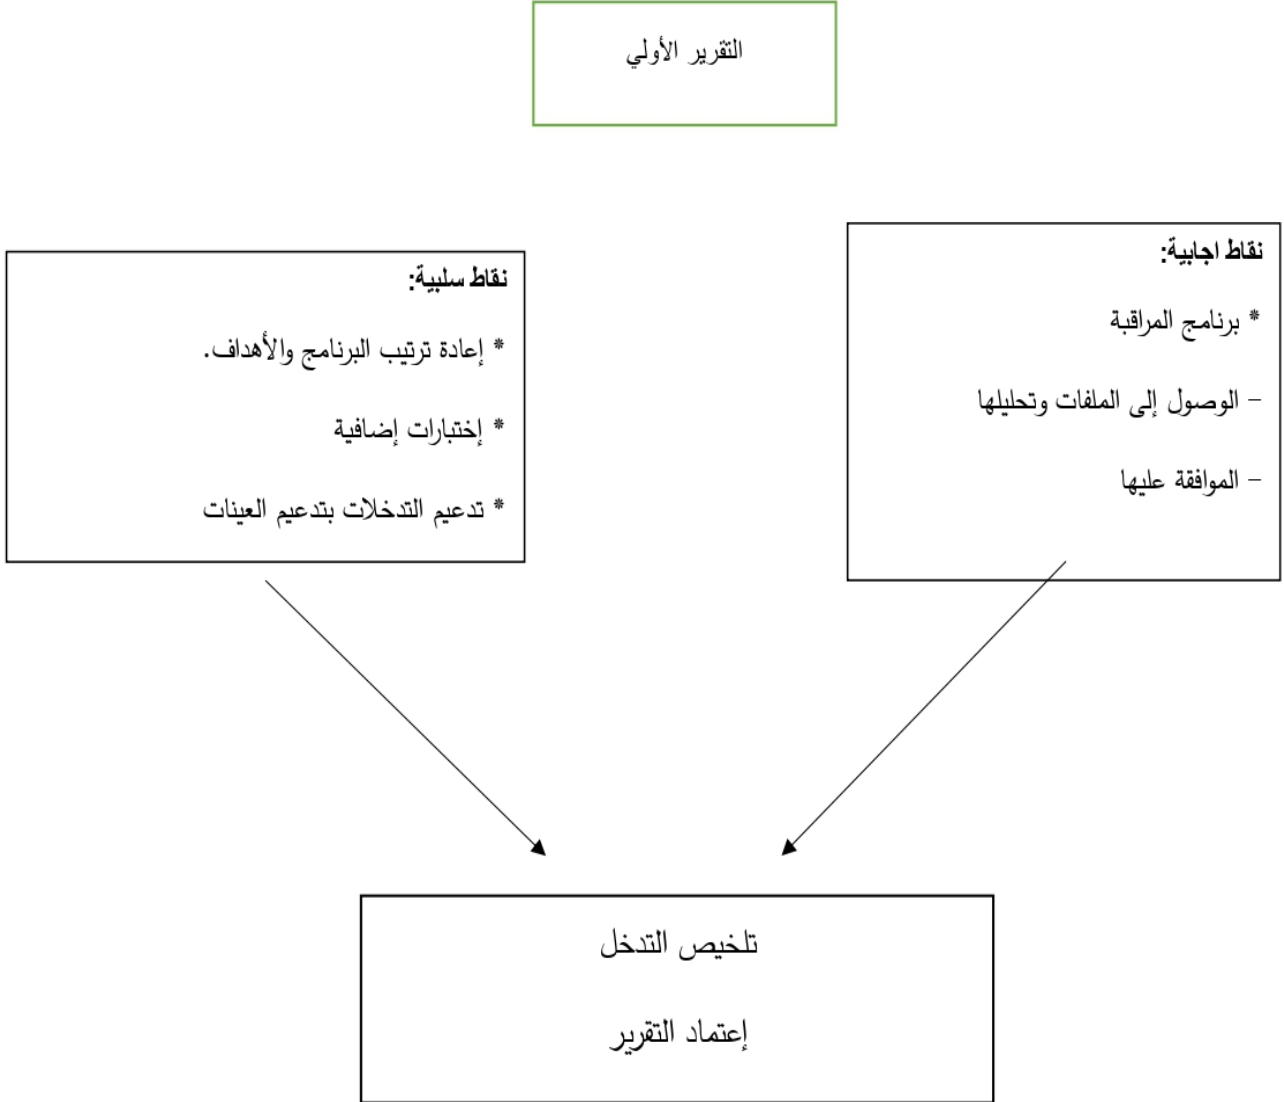 التقرير الأولي
نقاط اجابية:
* برنامج المراقبة
– الوصول إلى الملفات وتحليلها
– الموافقة عليها
نقاط سلبية:
* إعادة ترتيب البرنامج والأهداف.
* إختبارات إضافية
* تدعيم التدخلات بتدعيم العينات
تلخيص التدخل
إعتماد التقرير